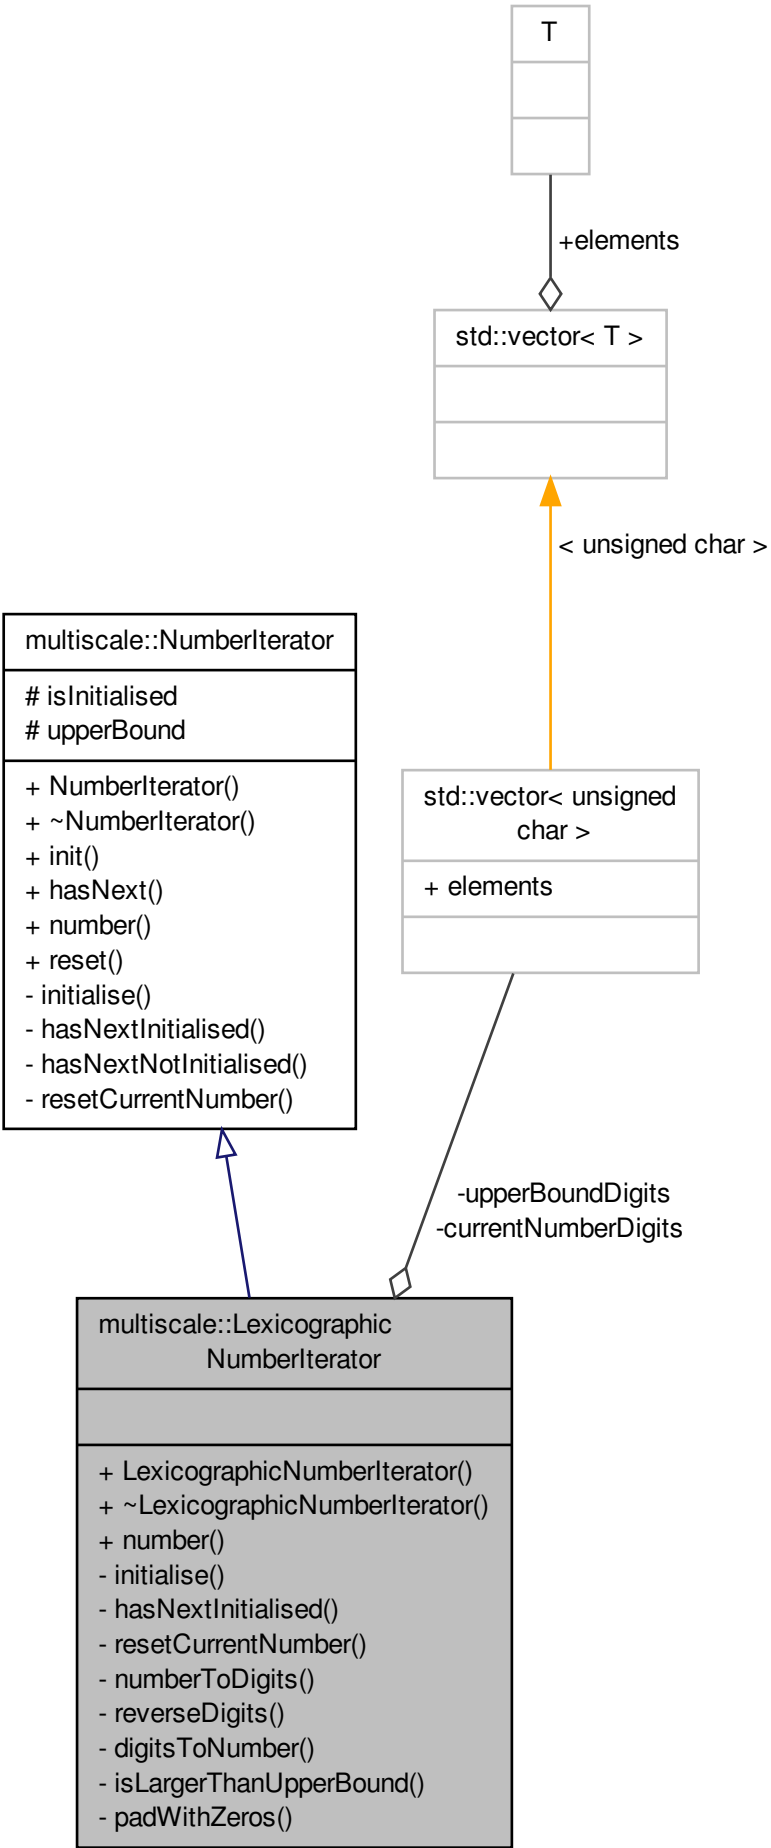 T
+elements
std::vector< T >
< unsigned char >
multiscale::NumberIterator
# isInitialised
# upperBound
+ NumberIterator()
+ ~NumberIterator()
+ init()
+ hasNext()
+ number()
+ reset()
- initialise()
- hasNextInitialised()
- hasNextNotInitialised()
- resetCurrentNumber()
std::vector< unsigned
char >
+ elements
-upperBoundDigits
-currentNumberDigits
multiscale::Lexicographic
NumberIterator
+ LexicographicNumberIterator()
+ ~LexicographicNumberIterator()
+ number()
- initialise()
- hasNextInitialised()
- resetCurrentNumber()
- numberToDigits()
- reverseDigits()
- digitsToNumber()
- isLargerThanUpperBound()
- padWithZeros()